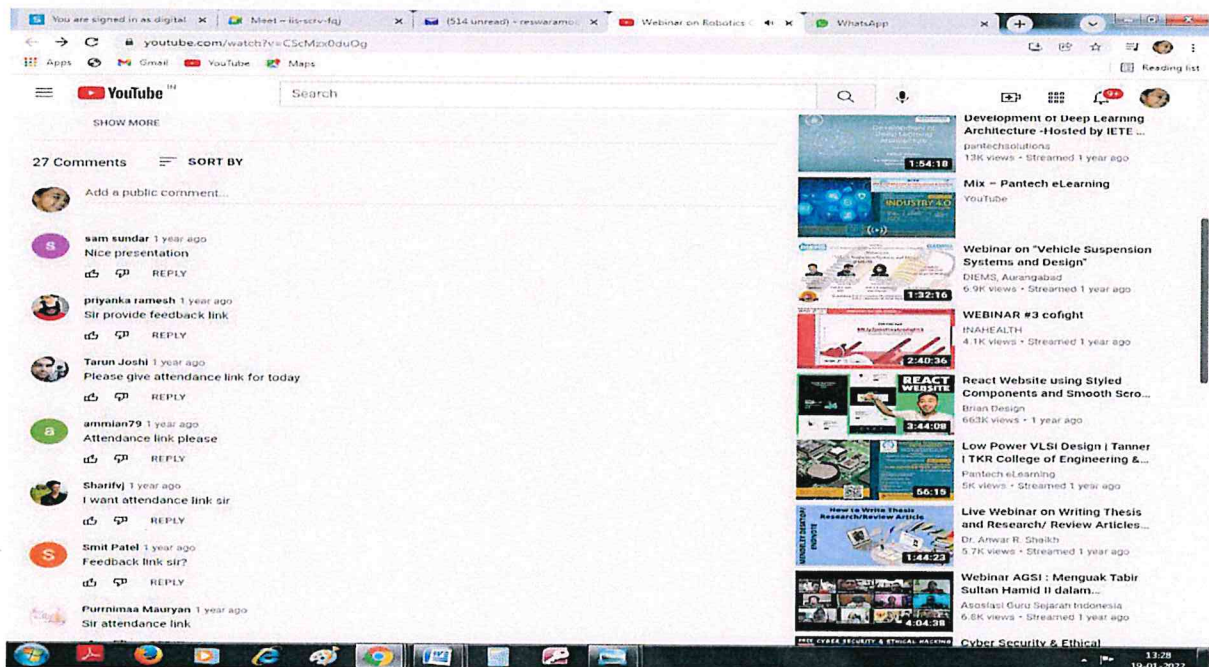 You are signed in as digital
Meet – iis-scrv-fqj
(514 unread) - reswaramo
Webinar on Robotics
WhatsApp
youtube.com/watch?v=CScMzx0duOg
Apps
Gmail
YouTube
Maps
Reading list
YouTube IN
Search
9+
SHOW MORE
27 Comments
SORT BY
Add a public comment...
s
sam sundar 1 year ago
Nice presentation
REPLY
priyanka ramesh 1 year ago
Sir provide feedback link
REPLY
Tarun Joshi 1 year ago
Please give attendance link for today
REPLY
a
ammian79 1 year ago
Attendance link please
REPLY
Sharifvj 1 year ago
I want attendance link sir
REPLY
S
Smit Patel 1 year ago
Feedback link sir?
REPLY
Purrnimaa Mauryan 1 year ago
Sir attendance link
1:54:18
Development of Deep Learning
Architecture -Hosted by IETE ...
pantechsolutions
13K views • Streamed 1 year ago
INDUSTRY 4.0
Mix – Pantech eLearning
YouTube
1:32:16
Webinar on "Vehicle Suspension
Systems and Design"
DIEMS, Aurangabad
6.9K views • Streamed 1 year ago
2:40:36
WEBINAR #3 cofight
INAHEALTH
4.1K views • Streamed 1 year ago
REACT
WEBSITE
3:44:08
React Website using Styled
Components and Smooth Scro...
Brian Design
663K views • 1 year ago
56:15
Low Power VLSI Design | Tanner
| TKR College of Engineering &...
Pantech eLearning
5K views • Streamed 1 year ago
How to Write Thesis
Research/Review Article
MENDELEY DESKTOP/
ENDNOTE
1:44:23
Live Webinar on Writing Thesis
and Research/ Review Articles...
Dr. Anwar R. Shaikh
5.7K views • Streamed 1 year ago
4:04:38
Webinar AGSI : Menguak Tabir
Sultan Hamid II dalam...
Asosiasi Guru Sejarah Indonesia
6.8K views • Streamed 1 year ago
FREE CYBER SECURITY & ETHICAL HACKING
Cyber Security & Ethical
13:28
19-01-2022